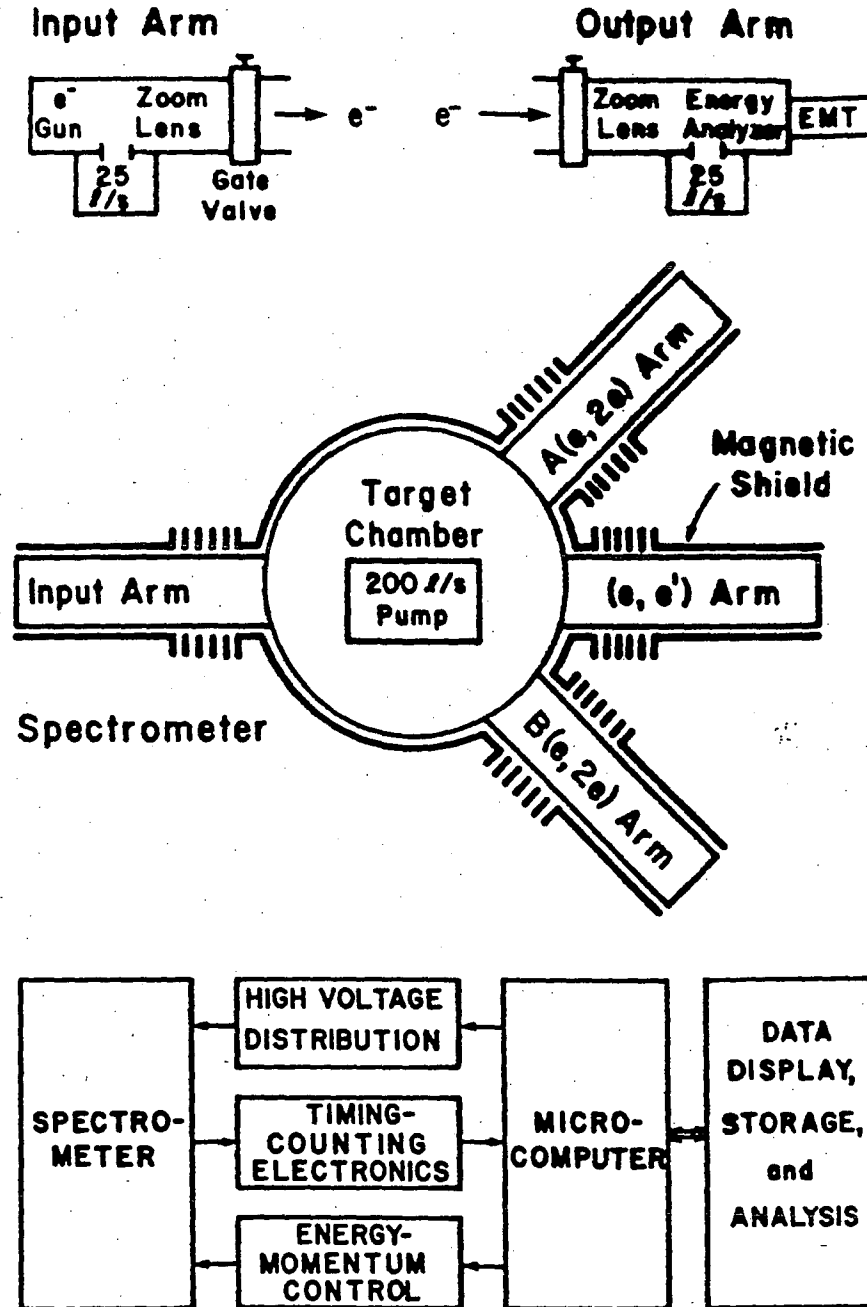 Input Arm
Output Arm
e⁻
Gun
Zoom
Lens
25
ℓ/s
Gate
Valve
e⁻
e⁻
Zoom
Lens
Energy
Analyzer
EMT
25
ℓ/s
A(e, 2e) Arm
Magnetic
Shield
Target
Chamber
200 ℓ/s
Pump
Input Arm
(e, e') Arm
Spectrometer
B(e, 2e) Arm
SPECTRO-
METER
HIGH VOLTAGE
DISTRIBUTION
TIMING-
COUNTING
ELECTRONICS
ENERGY-
MOMENTUM
CONTROL
MICRO-
COMPUTER
DATA
DISPLAY,
STORAGE,
and
ANALYSIS